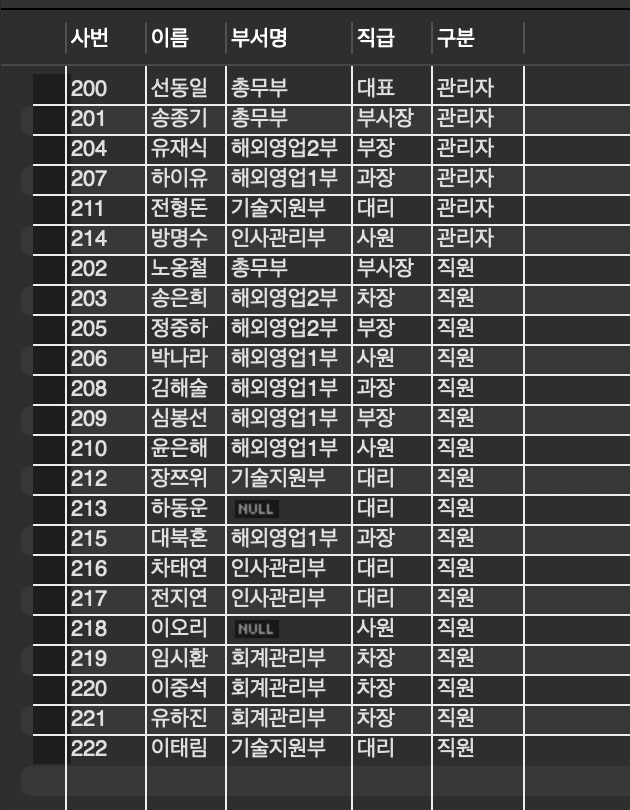 사번 이름 부서명 직급 구분
200 선동일 총무부 대표 관리자
201 송종기 총무부 부사장 관리자
204 유재식 해외영업2부 부장 관리자
207 하이유 해외영업1부 과장 관리자
211 전형돈 기술지원부 대리 관리자
214 방명수 인사관리부 사원 관리자
202 노옹철 총무부 부사장 직원
203 송은희 해외영업2부 차장 직원
205 정중하 해외영업2부 부장 직원
206 박나라 해외영업1부 사원 직원
208 김해술 해외영업1부 과장 직원
209 심봉선 해외영업1부 부장 직원
210 윤은해 해외영업1부 사원 직원
212 장쯔위 기술지원부 대리 직원
213 하동운 NULL 대리 직원
215 대북혼 해외영업1부 과장 직원
216 차태연 인사관리부 대리 직원
217 전지연 인사관리부 대리 직원
218 이오리 NULL 사원 직원
219 임시환 회계관리부 차장 직원
220 이중석 회계관리부 차장 직원
221 유하진 회계관리부 차장 직원
222 이태림 기술지원부 대리 직원